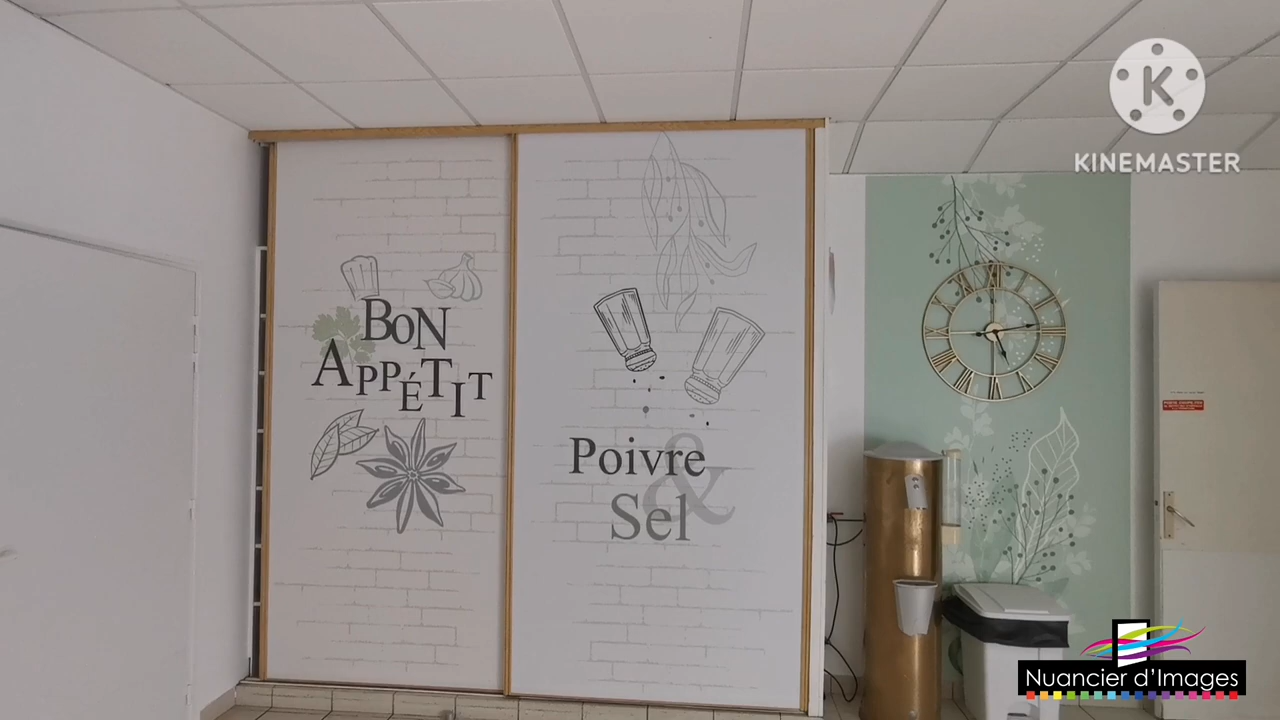 KINEMASTER
BON
APPÉTIT
Poivre
&
Sel
Nuancier d'Images